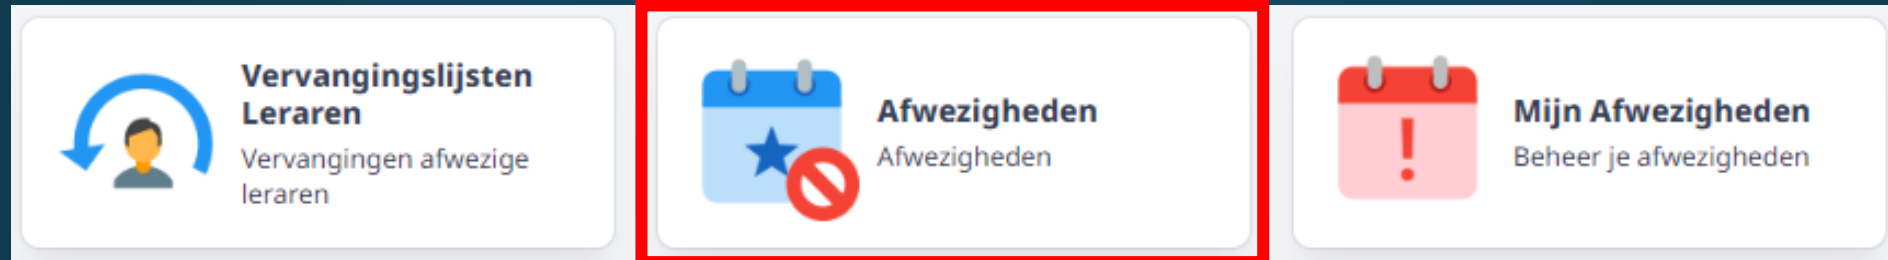 Vervangingslijsten
Leraren
Vervangingen afwezige
leraren
Afwezigheden
Afwezigheden
Mijn Afwezigheden
Beheer je afwezigheden